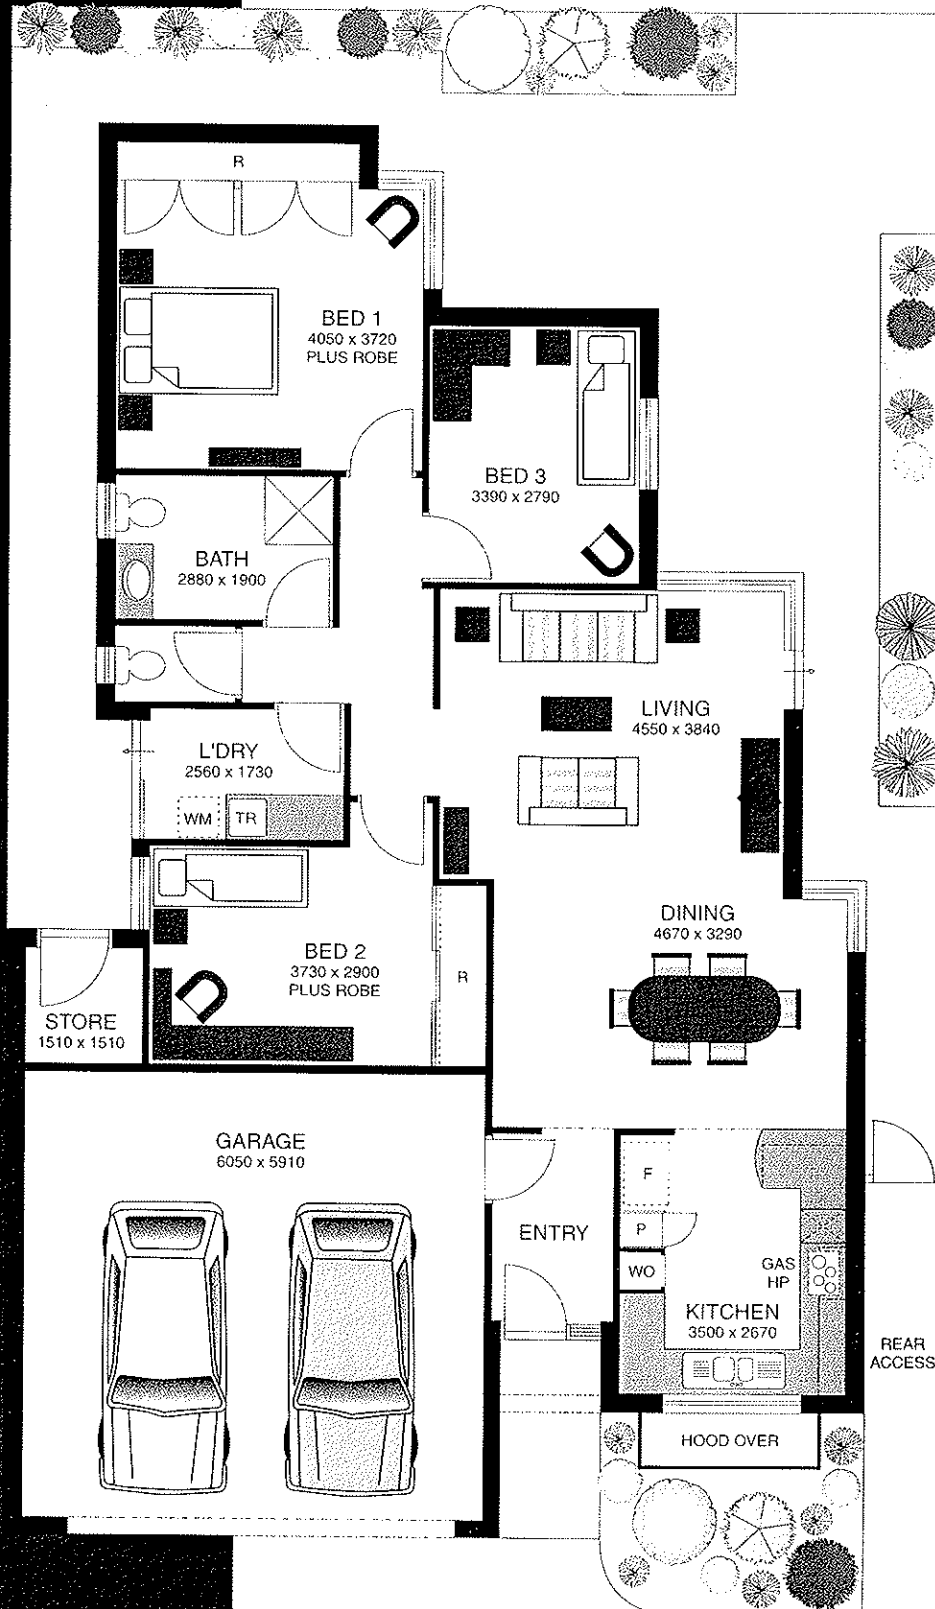 R
BED 1
4050 x 3720
PLUS ROBE
BED 3
3390 x 2790
BATH
2880 x 1900
LIVING
4550 x 3840
L'DRY
2560 x 1730
WM
TR
DINING
4670 x 3290
BED 2
3730 x 2900
PLUS ROBE
R
STORE
1510 x 1510
GARAGE
6050 x 5910
F
P
ENTRY
WO
GAS
HP
KITCHEN
3500 x 2670
REAR
ACCESS
HOOD OVER